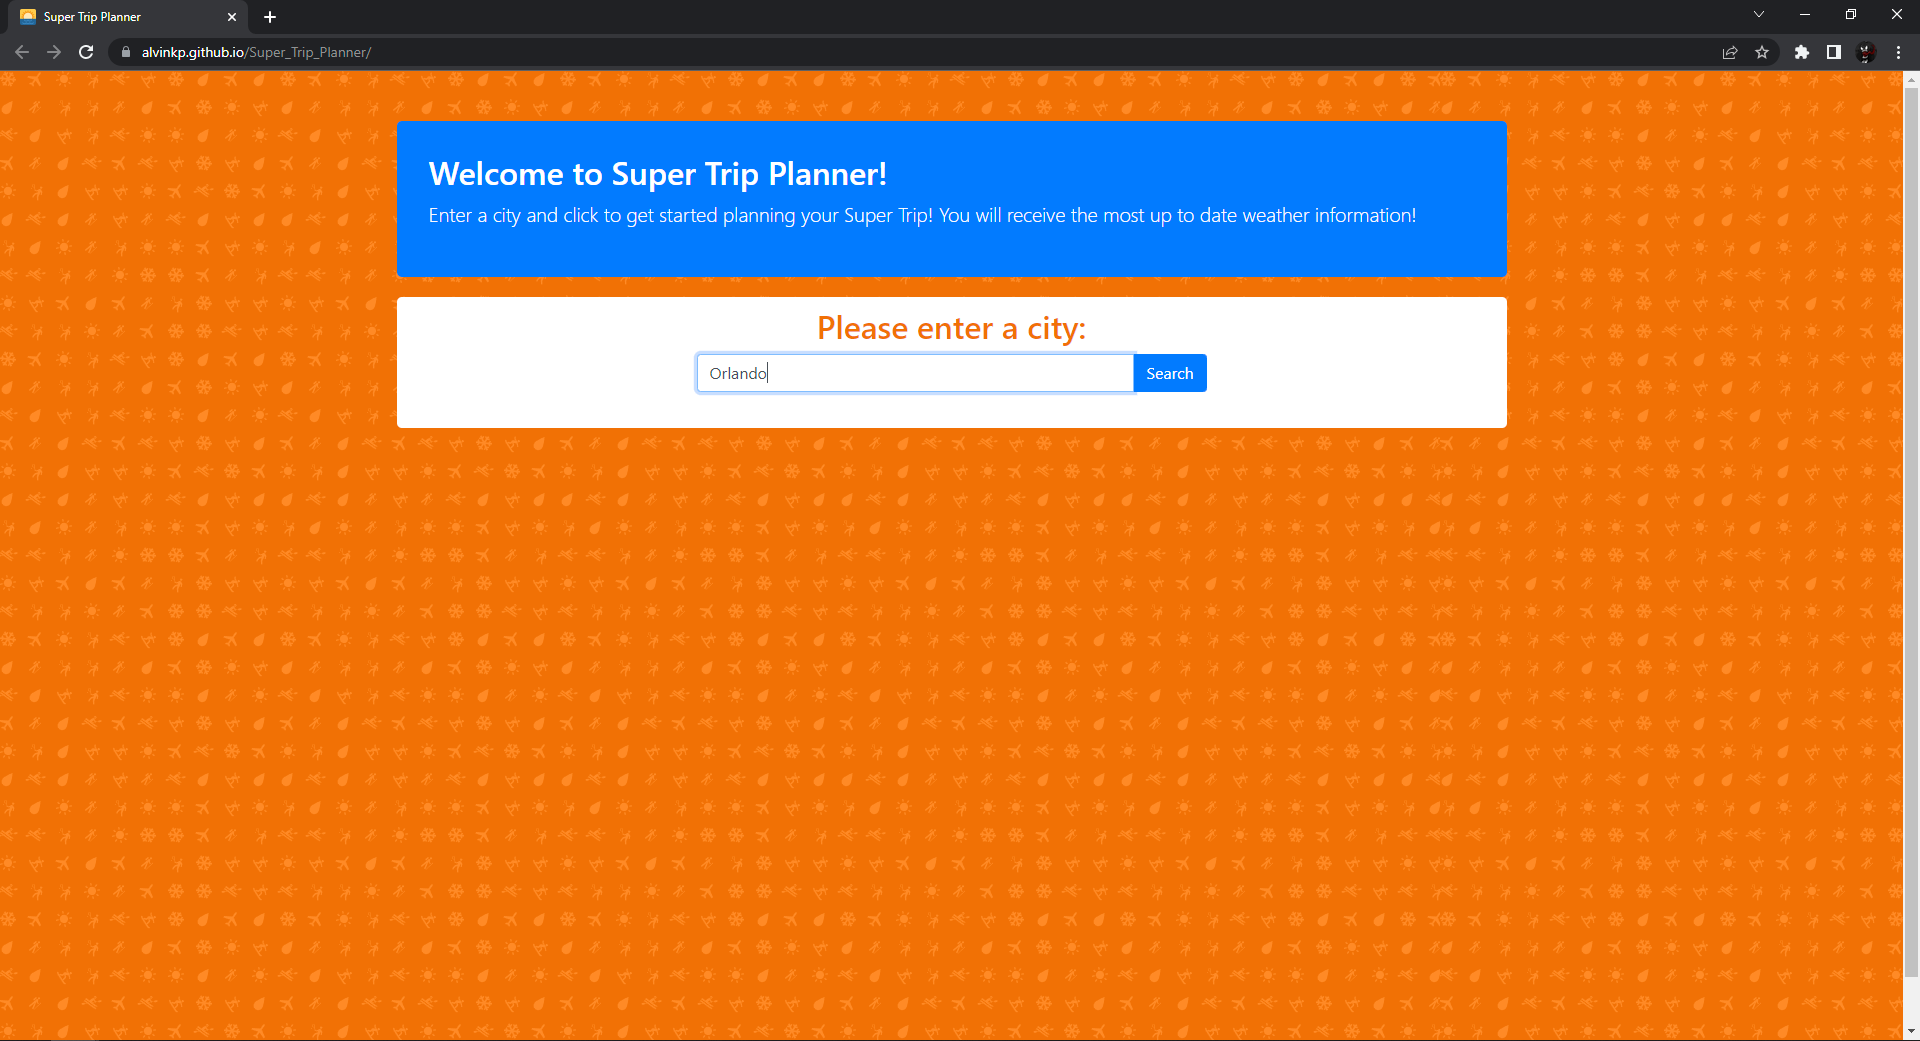 Super Trip Planner
alvinkp.github.io/Super_Trip_Planner/
Welcome to Super Trip Planner!
Enter a city and click to get started planning your Super Trip! You will receive the most up to date weather information!
Please enter a city:
Orlando
Search